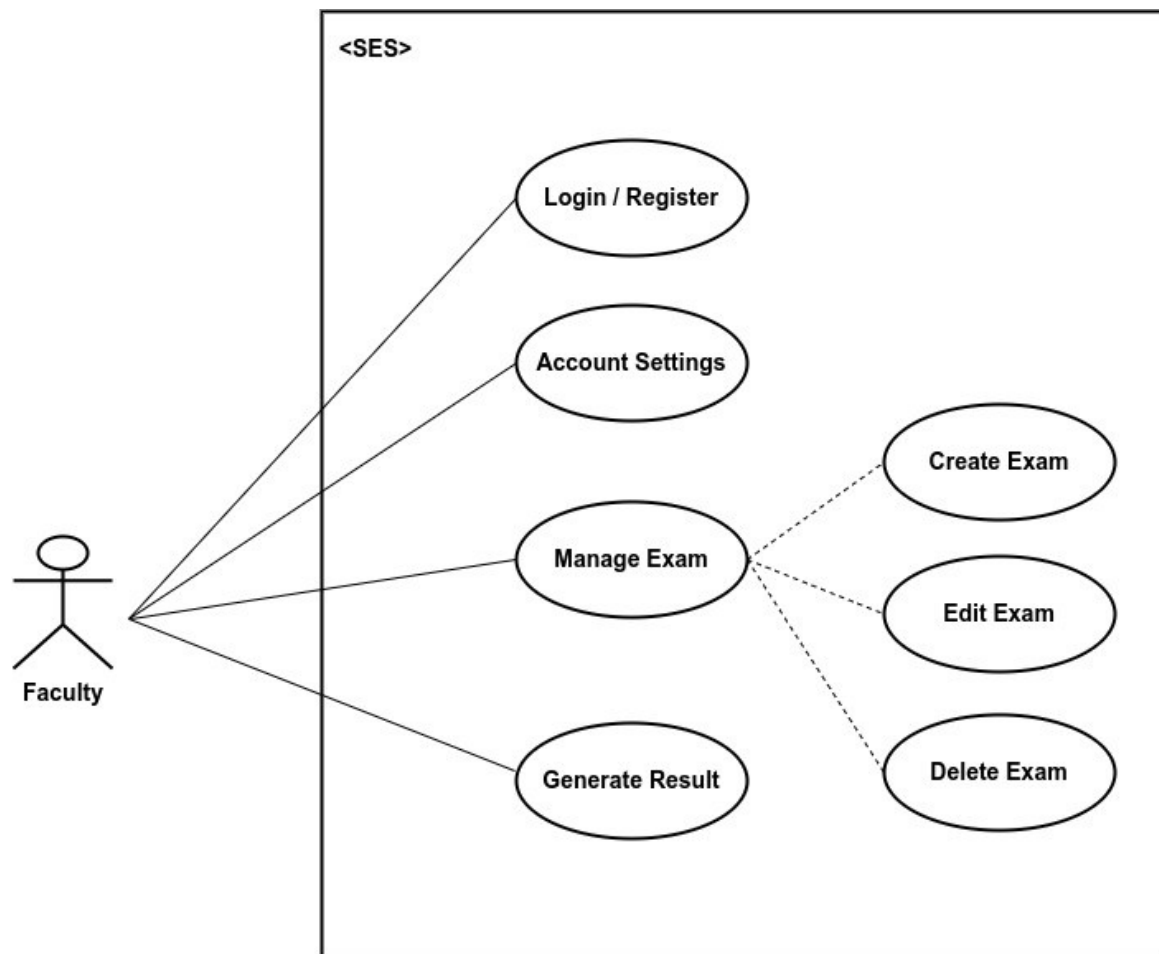 <SES>
Login / Register
Account Settings
Create Exam
Manage Exam
Edit Exam
Faculty
Delete Exam
Generate Result